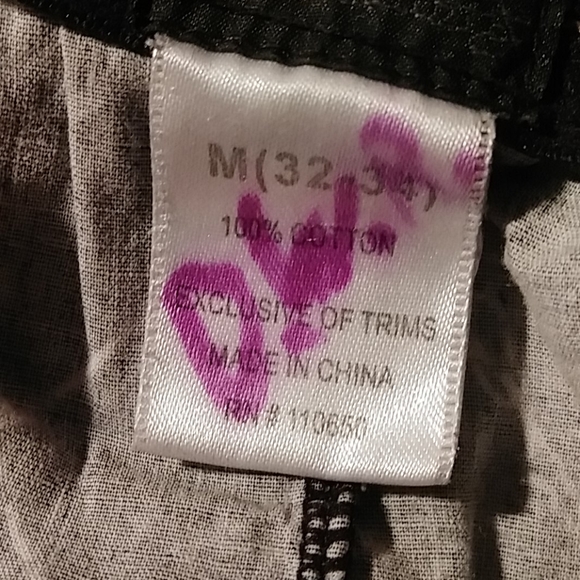 M(32-34)
100% COTTON
EXCLUSIVE OF TRIMS
MADE IN CHINA
RN # 110650